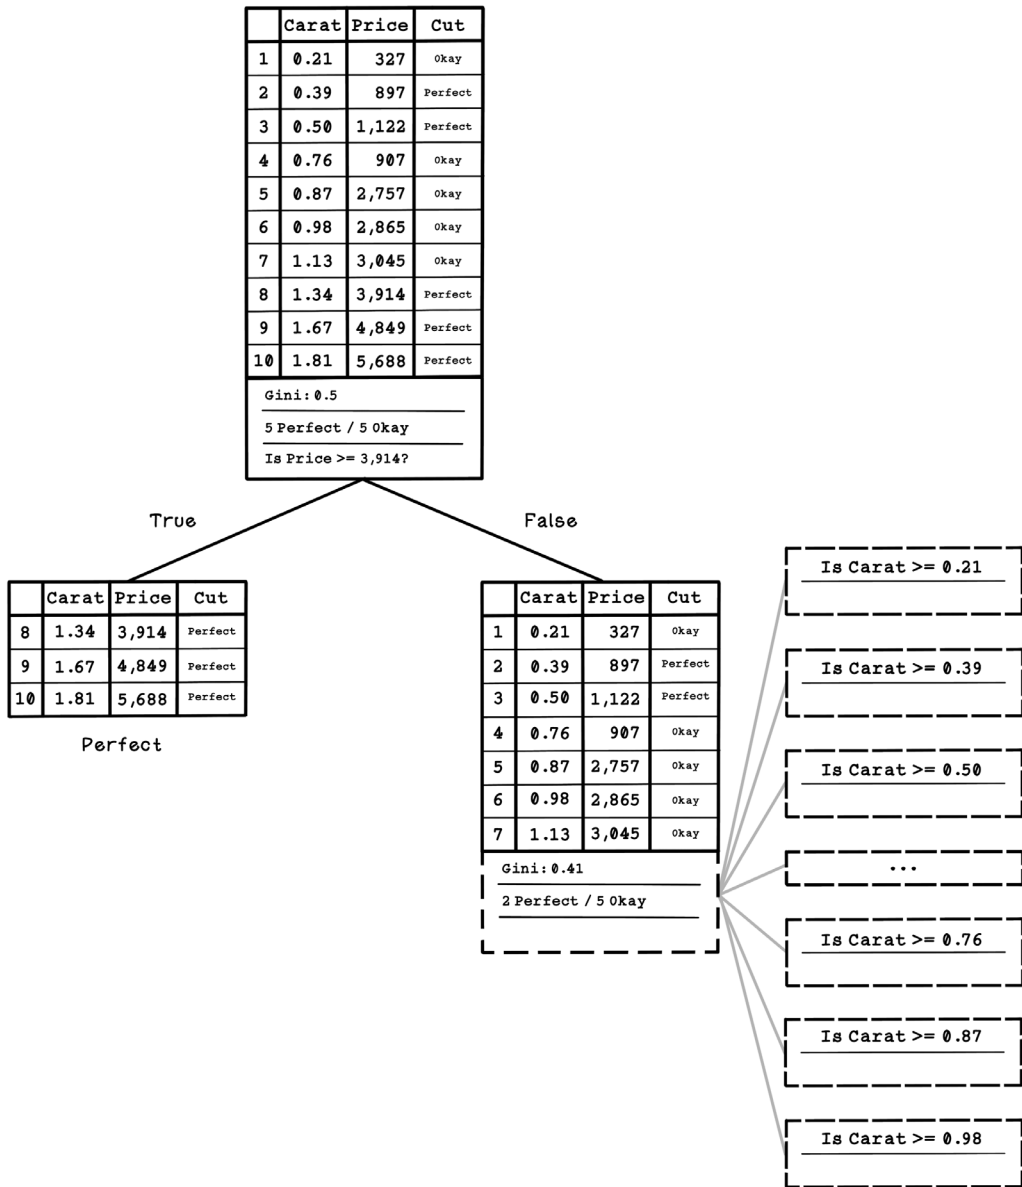 Carat Price Cut
1 0.21 327 Okay
2 0.39 897 Perfect
3 0.50 1,122 Perfect
4 0.76 907 Okay
5 0.87 2,757 Okay
6 0.98 2,865 Okay
7 1.13 3,045 Okay
8 1.34 3,914 Perfect
9 1.67 4,849 Perfect
10 1.81 5,688 Perfect
Gini: 0.5
5 Perfect / 5 Okay
Is Price >= 3,914?
True
False
Carat Price Cut
8 1.34 3,914 Perfect
9 1.67 4,849 Perfect
10 1.81 5,688 Perfect
Perfect
Carat Price Cut
1 0.21 327 Okay
2 0.39 897 Perfect
3 0.50 1,122 Perfect
4 0.76 907 Okay
5 0.87 2,757 Okay
6 0.98 2,865 Okay
7 1.13 3,045 Okay
Gini: 0.41
2 Perfect / 5 Okay
Is Carat >= 0.21
Is Carat >= 0.39
Is Carat >= 0.50
...
Is Carat >= 0.76
Is Carat >= 0.87
Is Carat >= 0.98